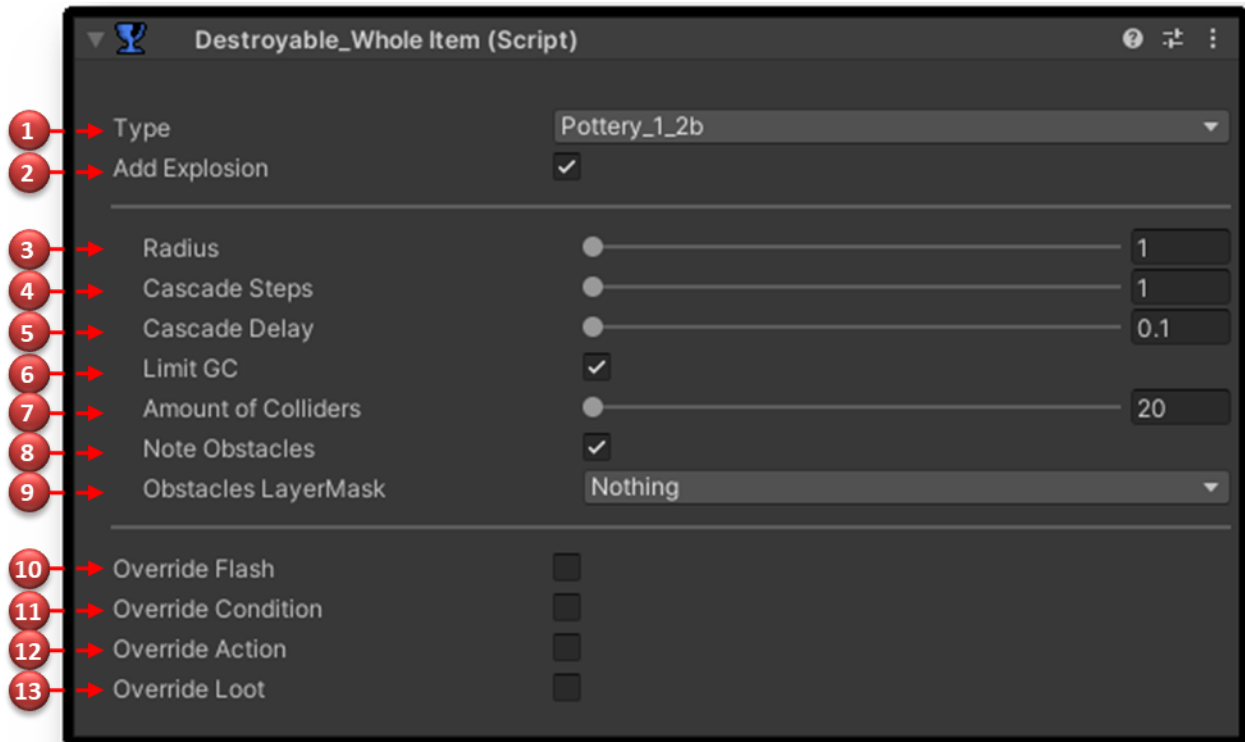 Destroyable_Whole Item (Script)
1 Type Pottery_1_2b
2 Add Explosion
3 Radius 1
4 Cascade Steps 1
5 Cascade Delay 0.1
6 Limit GC
7 Amount of Colliders 20
8 Note Obstacles
9 Obstacles LayerMask Nothing
10 Override Flash
11 Override Condition
12 Override Action
13 Override Loot